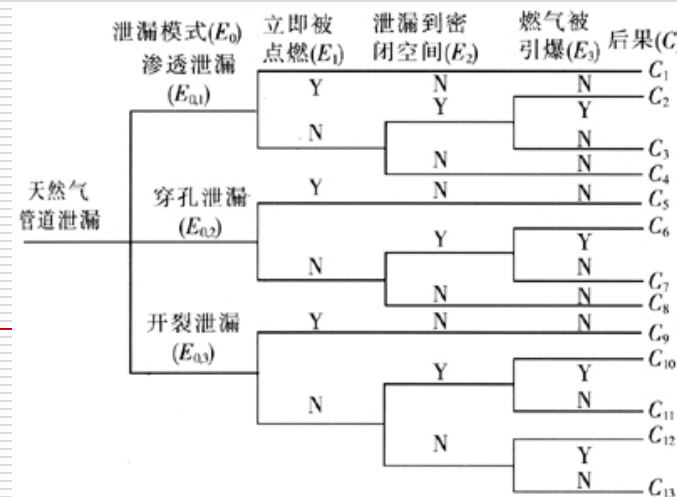 泄漏模式(E0) 立即被点燃(E1) 泄漏到密闭空间(E2) 燃气被引爆(E3) 后果(C
渗透泄漏
(E0,1)
Y N N C1
Y Y C2
N
N C3
N N C4
天然气
管道泄漏
穿孔泄漏
(E0,2)
Y N N C5
Y Y C6
N
N C7
N N C8
开裂泄漏
(E0,3)
Y N N C9
Y Y C10
N
N C11
N C12
Y
N C13